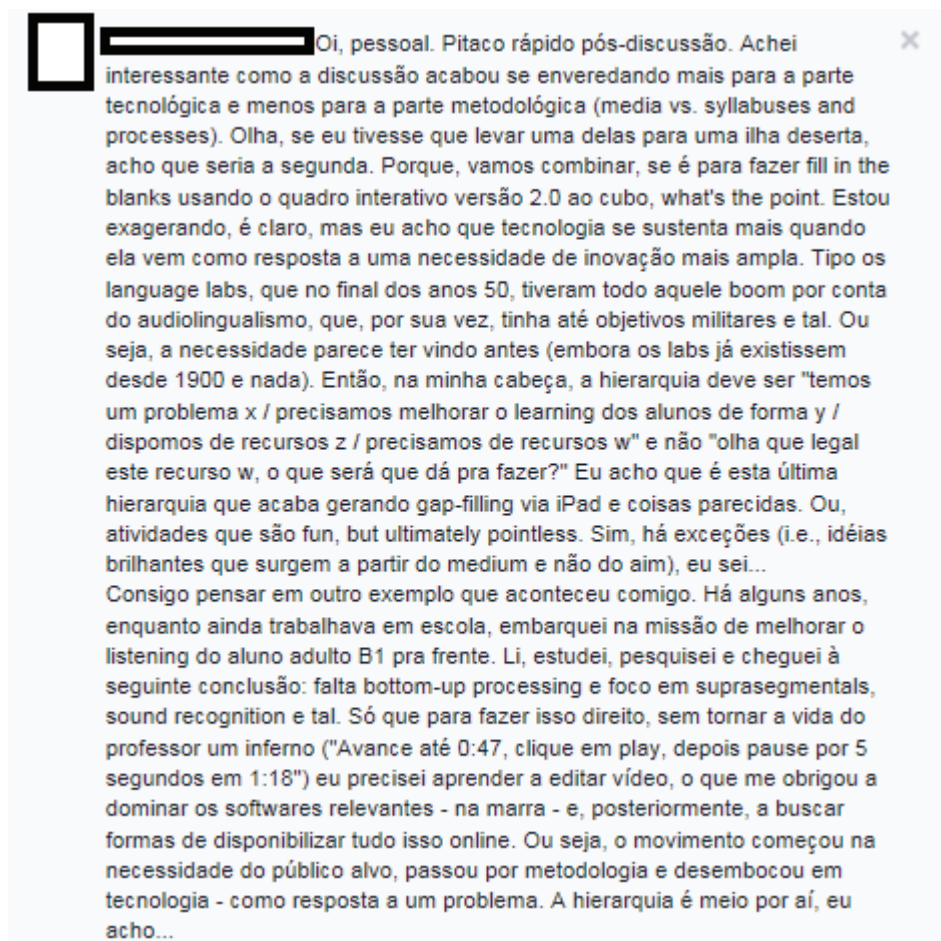 Oi, pessoal. Pitaco rápido pós-discussão. Achei
interessante como a discussão acabou se enveredando mais para a parte
tecnológica e menos para a parte metodológica (media vs. syllabuses and
processes). Olha, se eu tivesse que levar uma delas para uma ilha deserta,
acho que seria a segunda. Porque, vamos combinar, se é para fazer fill in the
blanks usando o quadro interativo versão 2.0 ao cubo, what's the point. Estou
exagerando, é claro, mas eu acho que tecnologia se sustenta mais quando
ela vem como resposta a uma necessidade de inovação mais ampla. Tipo os
language labs, que no final dos anos 50, tiveram todo aquele boom por conta
do audiolingualismo, que, por sua vez, tinha até objetivos militares e tal. Ou
seja, a necessidade parece ter vindo antes (embora os labs já existissem
desde 1900 e nada). Então, na minha cabeça, a hierarquia deve ser "temos
um problema x / precisamos melhorar o learning dos alunos de forma y /
dispomos de recursos z / precisamos de recursos w" e não "olha que legal
este recurso w, o que será que dá pra fazer?" Eu acho que é esta última
hierarquia que acaba gerando gap-filling via iPad e coisas parecidas. Ou,
atividades que são fun, but ultimately pointless. Sim, há exceções (i.e., idéias
brilhantes que surgem a partir do medium e não do aim), eu sei...
Consigo pensar em outro exemplo que aconteceu comigo. Há alguns anos,
enquanto ainda trabalhava em escola, embarquei na missão de melhorar o
listening do aluno adulto B1 pra frente. Li, estudei, pesquisei e cheguei à
seguinte conclusão: falta bottom-up processing e foco em suprasegmentals,
sound recognition e tal. Só que para fazer isso direito, sem tornar a vida do
professor um inferno ("Avance até 0:47, clique em play, depois pause por 5
segundos em 1:18") eu precisei aprender a editar vídeo, o que me obrigou a
dominar os softwares relevantes - na marra - e, posteriormente, a buscar
formas de disponibilizar tudo isso online. Ou seja, o movimento começou na
necessidade do público alvo, passou por metodologia e desembocou em
tecnologia - como resposta a um problema. A hierarquia é meio por aí, eu
acho...